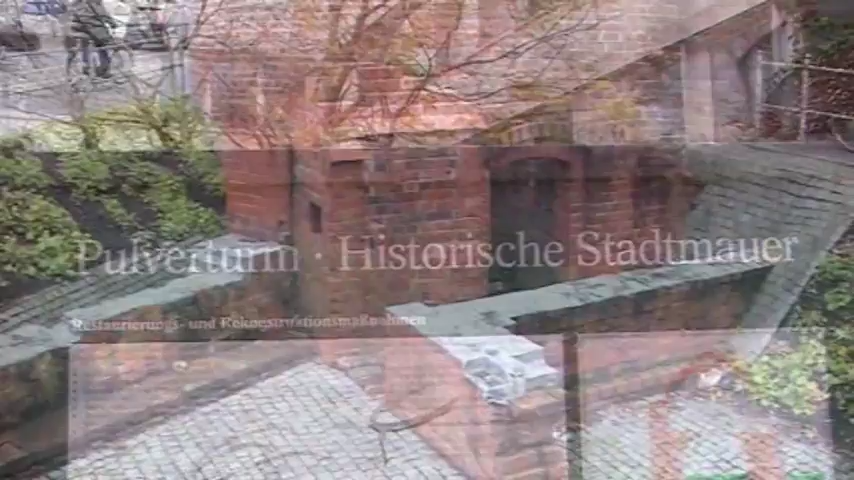 Pulverturm · Historische Stadtmauer
Restaurierungs- und Rekonstruktionsmaßnahmen